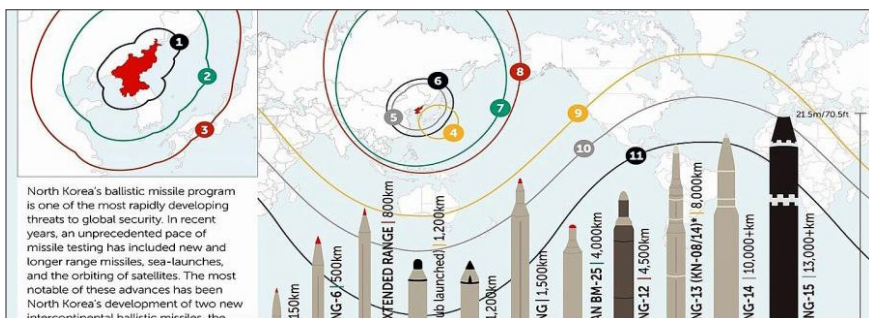 1
2
3
6
5
4
7
8
9
10
11
21.5m/70.5ft
North Korea's ballistic missile program
is one of the most rapidly developing
threats to global security. In recent
years, an unprecedented pace of
missile testing has included new and
longer range missiles, sea-launches,
and the orbiting of satellites. The most
notable of these advances has been
North Korea's development of two new
intercontinental ballistic missiles, the
150km
NG-6 | 500km
EXTENDED RANGE | 800km
ub launched) | 1,200km
1,200km
NG | 1,500km
AN BM-25 | 4,000km
NG-12 | 4,500km
NG-13 (KN-08/14)* | 8,000km
NG-14 | 10,000+km
NG-15 | 13,000+km